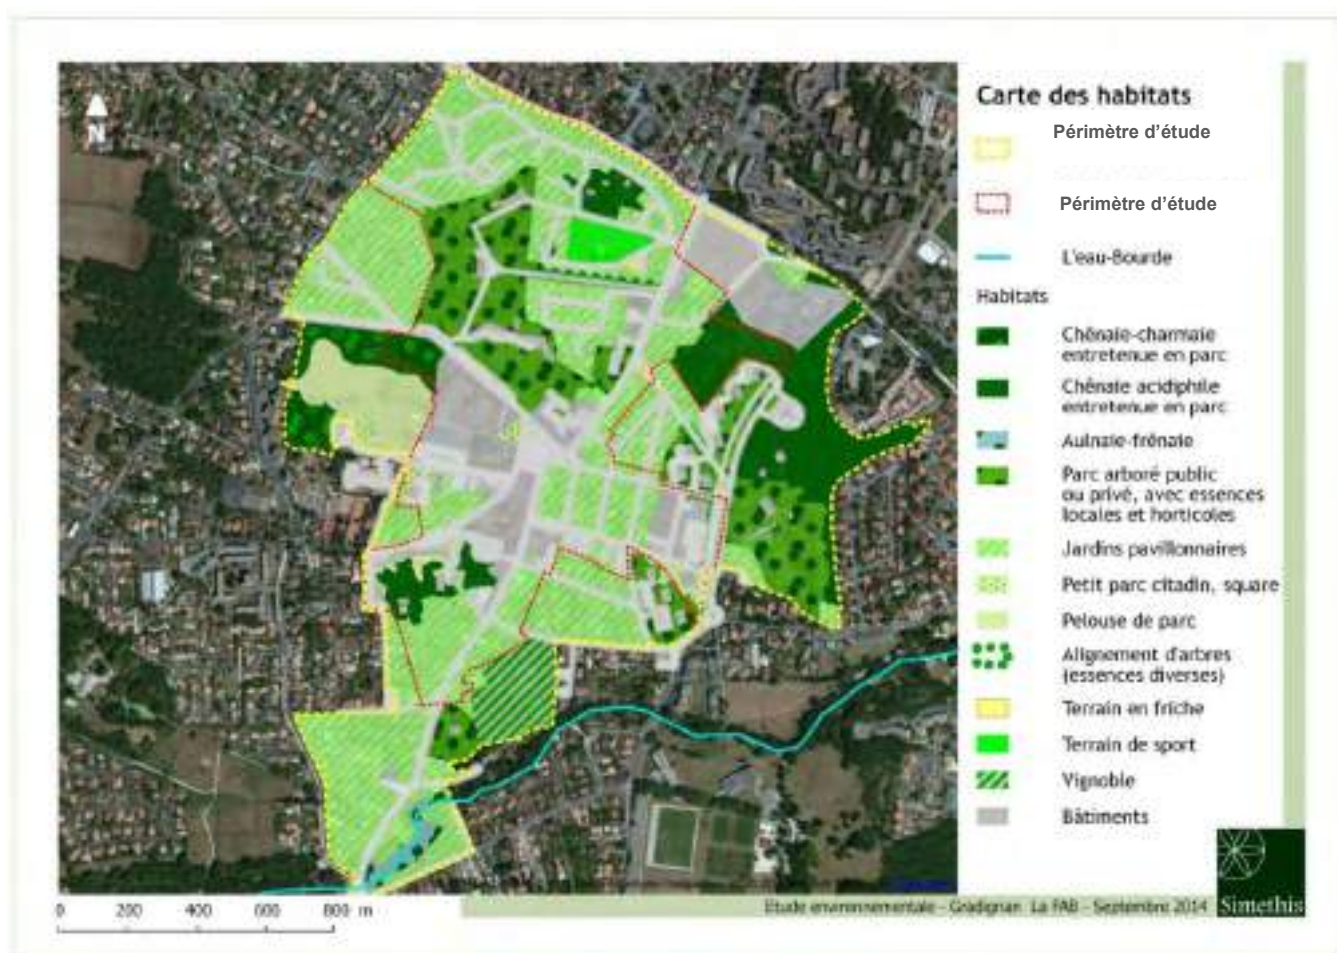 Carte des habitats
Périmètre d'étude
Périmètre d'étude
L'eau-Bourde
Habitats
Chênaie-charmaie
entretenue en parc
Chênaie acidiphile
entretenue en parc
Aulnaie-frênaie
Parc arboré public
ou privé, avec essences
locales et horticoles
Jardins pavillonnaires
Petit parc citadin, square
Pelouse de parc
Alignement d'arbres
(essences diverses)
Terrain en friche
Terrain de sport
Vignoble
Bâtiments
N
0 200 400 600 800 m
Etude environnementale - Gradignan La FAB - Septembre 2014
Simethis